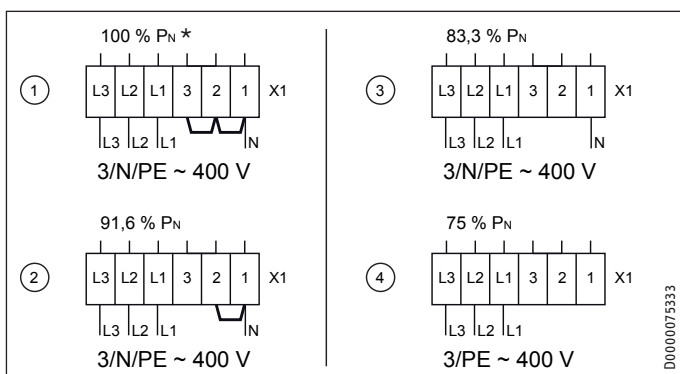 100 % PN *
1
L3 L2 L1 3 2 1 X1
L3 L2 L1 N
3/N/PE ~ 400 V
91,6 % PN
2
L3 L2 L1 3 2 1 X1
L3 L2 L1 N
3/N/PE ~ 400 V
83,3 % PN
3
L3 L2 L1 3 2 1 X1
L3 L2 L1 N
3/N/PE ~ 400 V
75 % PN
4
L3 L2 L1 3 2 1 X1
L3 L2 L1
3/PE ~ 400 V
D0000075333